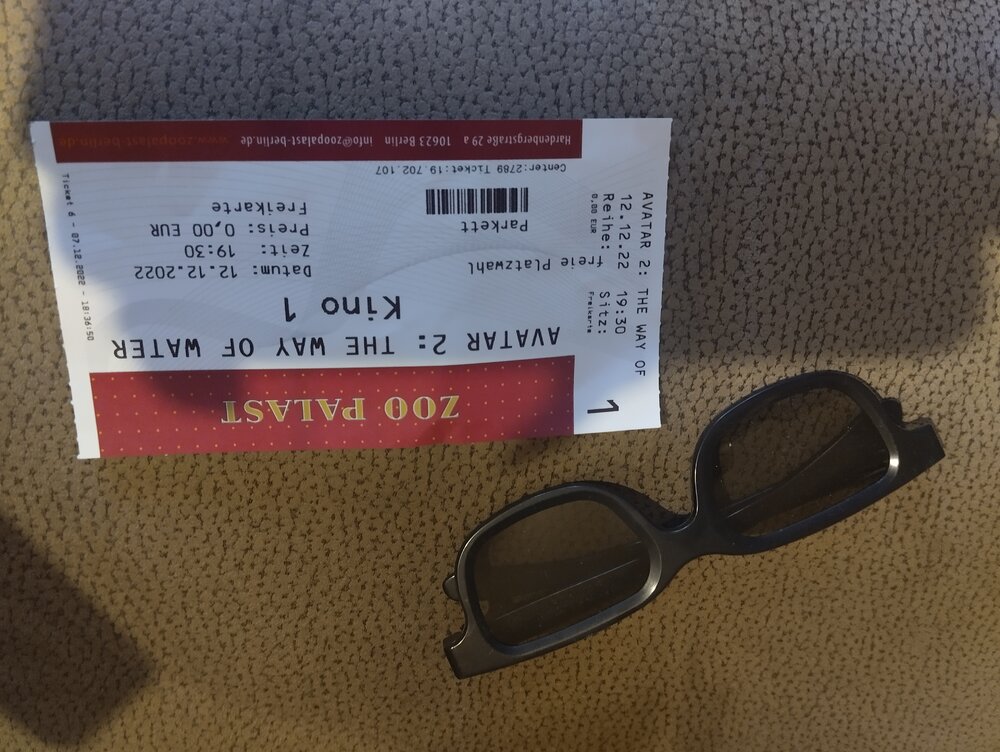 ZOO PALAST
AVATAR 2: THE WAY OF WATER
Kino 1
Datum: 12.12.2022
Zeit: 19:30
Preis: 0,00 EUR
Freikarte
freie Platzwahl
Parkett
Center:2789 Ticket:19.702.107
Hardenbergstraße 29 a 10623 Berlin info@zoopalast-berlin.de www.zoopalast-berlin.de
Ticket 6 - 07.12.2022 - 18:36:50
AVATAR 2: THE WAY OF
12.12.22 19:30
Reihe: Sitz:
0,00 EUR Freikarte
1